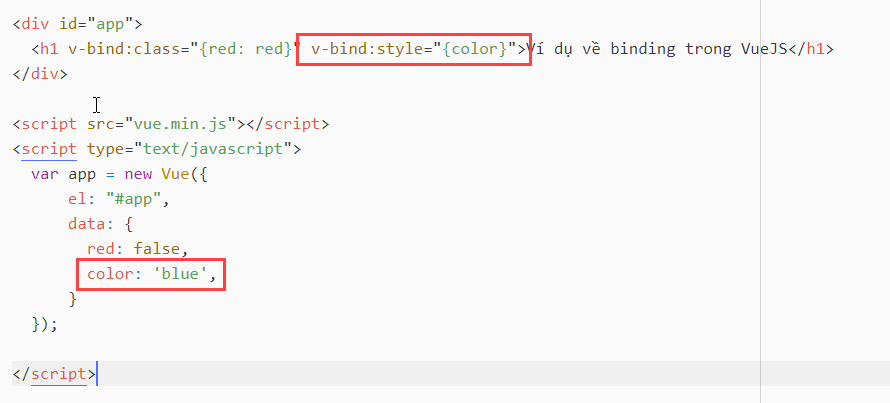 <div id="app">
  <h1 v-bind:class="{red: red}" v-bind:style="{color}">Ví dụ về binding trong VueJS</h1>
</div>
<script src="vue.min.js"></script>
<script type="text/javascript">
  var app = new Vue({
      el: "#app",
      data: {
        red: false,
        color: 'blue',
      }
  });
</script>